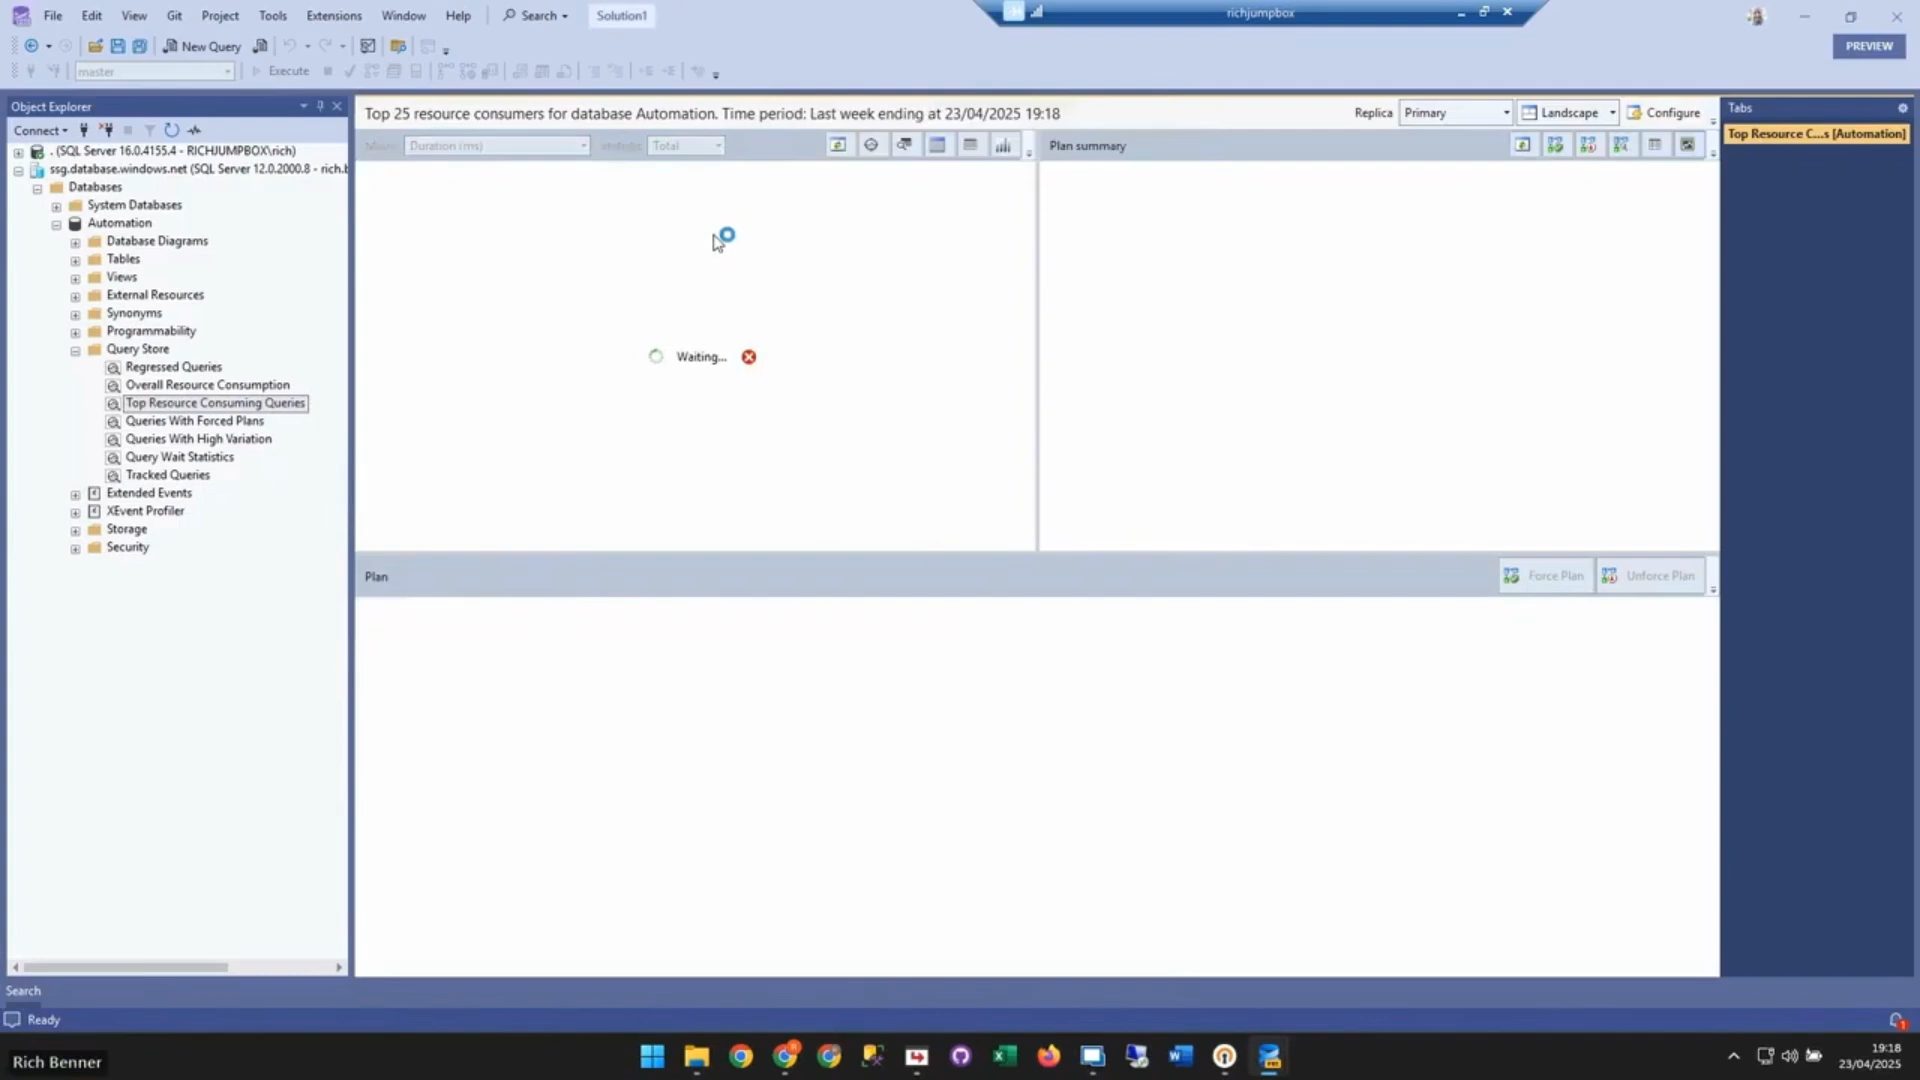 File Edit View Git Project Tools Extensions Window Help Search Solution1
richjumpbox
New Query
PREVIEW
master
Execute
Object Explorer
Connect
. (SQL Server 16.0.4155.4 - RICHJUMPBOX\rich)
ssg.database.windows.net (SQL Server 12.0.2000.8 - rich.b
Databases
System Databases
Automation
Database Diagrams
Tables
Views
External Resources
Synonyms
Programmability
Query Store
Regressed Queries
Overall Resource Consumption
Top Resource Consuming Queries
Queries With Forced Plans
Queries With High Variation
Query Wait Statistics
Tracked Queries
Extended Events
XEvent Profiler
Storage
Security
Top 25 resource consumers for database Automation. Time period: Last week ending at 23/04/2025 19:18
Replica Primary Landscape Configure
Duration (ms) Total
Plan summary
Waiting...
Plan
Force Plan Unforce Plan
Tabs
Top Resource C...s [Automation]
Search
Ready
Rich Benner
19:18
23/04/2025